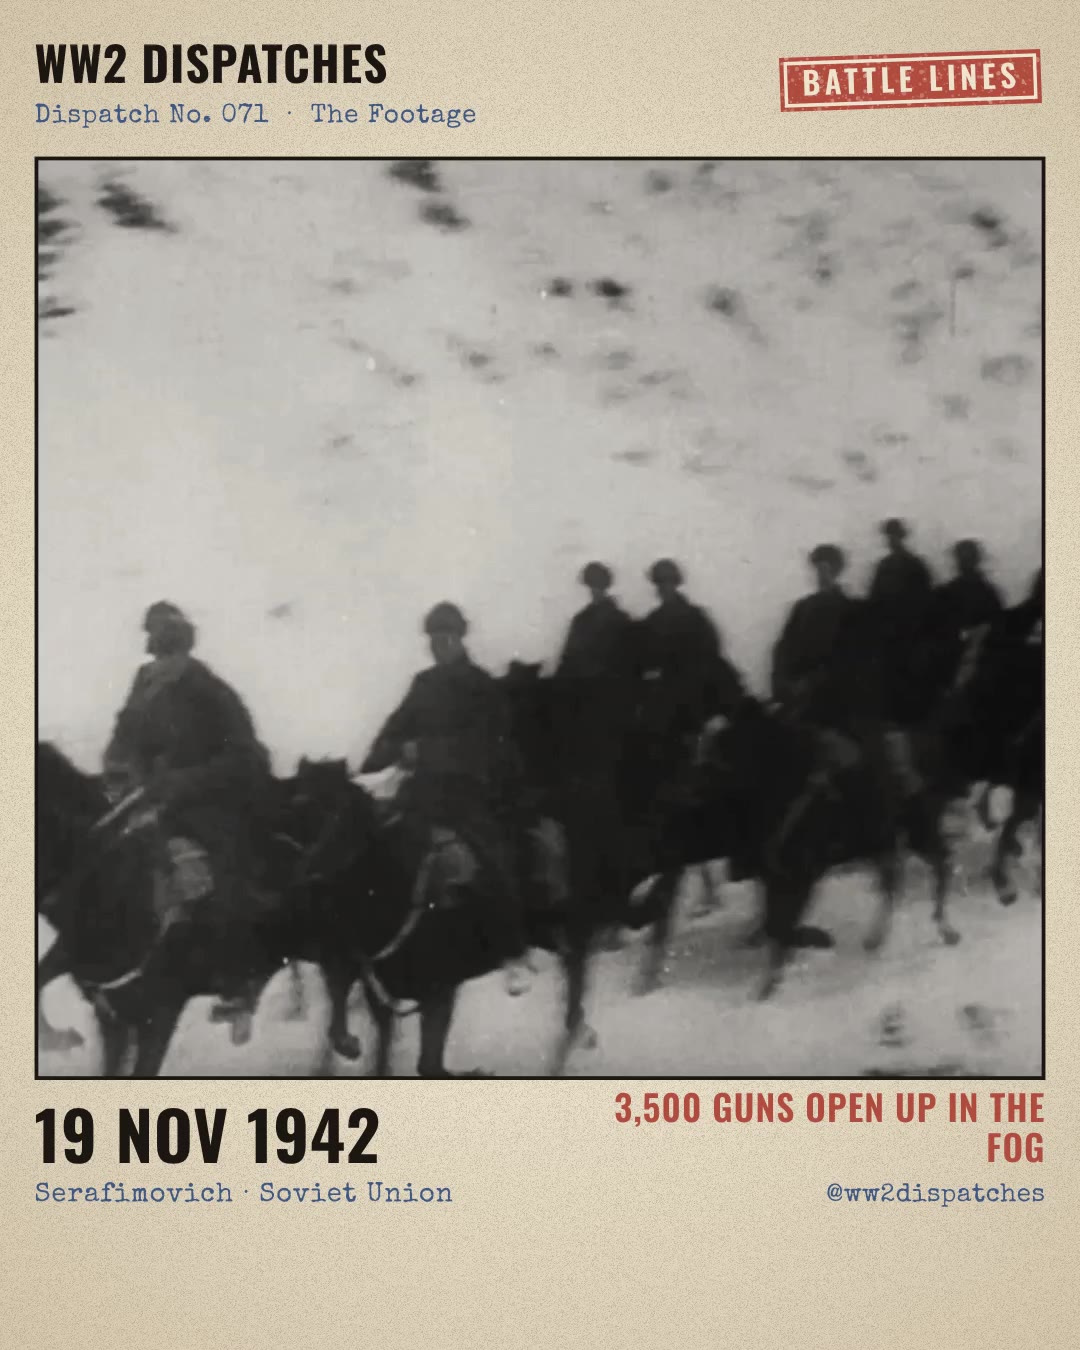 WW2 DISPATCHES
Dispatch No. 071 · The Footage
BATTLE LINES
19 NOV 1942
Serafimovich · Soviet Union
3,500 GUNS OPEN UP IN THE
FOG
@ww2dispatches